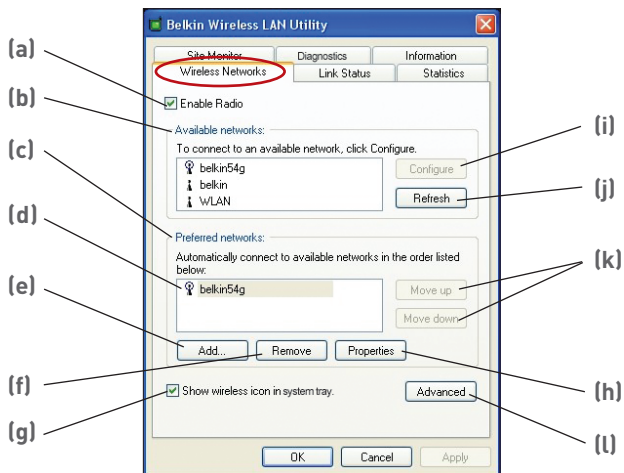 Belkin Wireless LAN Utility
Site Monitor Diagnostics Information
Wireless Networks Link Status Statistics
(a)
Enable Radio
(b)
Available networks:
To connect to an available network, click Configure.
(c)
belkin54g
belkin
WLAN
Configure
(i)
Refresh
(j)
Preferred networks:
Automatically connect to available networks in the order listed
below:
(d)
belkin54g
Move up
(k)
Move down
(e)
Add... Remove Properties
(f)
(h)
Show wireless icon in system tray.
Advanced
(g)
(l)
OK Cancel Apply